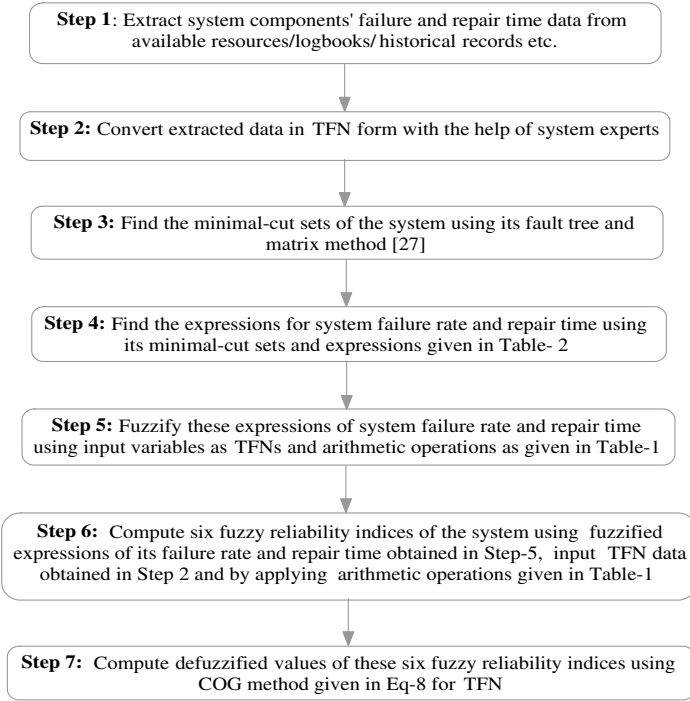 Step 1: Extract system components' failure and repair time data from
available resources/logbooks/ historical records etc.
Step 2: Convert extracted data in TFN form with the help of system experts
Step 3: Find the minimal-cut sets of the system using its fault tree and
matrix method [27]
Step 4: Find the expressions for system failure rate and repair time using
its minimal-cut sets and expressions given in Table- 2
Step 5: Fuzzify these expressions of system failure rate and repair time
using input variables as TFNs and arithmetic operations as given in Table-1
Step 6: Compute six fuzzy reliability indices of the system using fuzzified
expressions of its failure rate and repair time obtained in Step-5, input TFN data
obtained in Step 2 and by applying arithmetic operations given in Table-1
Step 7: Compute defuzzified values of these six fuzzy reliability indices using
COG method given in Eq-8 for TFN